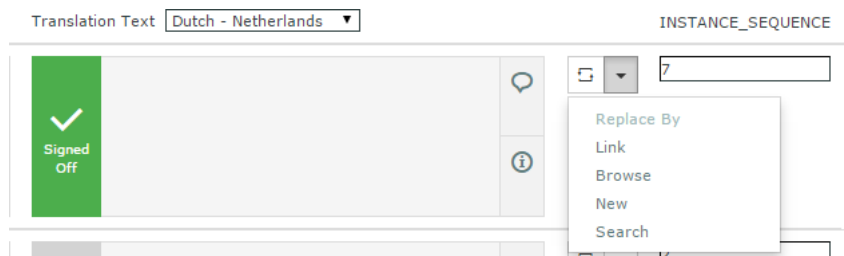 Translation Text Dutch - Netherlands INSTANCE_SEQUENCE
7
Signed
Off
Replace By
Link
Browse
New
Search